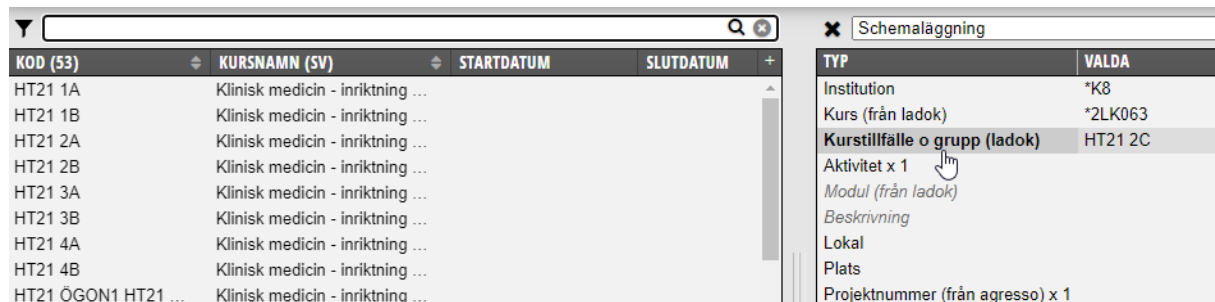 Schemaläggning
KOD (53) KURSNAMN (SV) STARTDATUM SLUTDATUM + TYP VALDA
HT21 1A Klinisk medicin - inriktning ... Institution *K8
HT21 1B Klinisk medicin - inriktning ... Kurs (från ladok) *2LK063
HT21 2A Klinisk medicin - inriktning ... Kurstillfälle o grupp (ladok) HT21 2C
HT21 2B Klinisk medicin - inriktning ... Aktivitet x 1
HT21 3A Klinisk medicin - inriktning ... Modul (från ladok)
HT21 3B Klinisk medicin - inriktning ... Beskrivning
HT21 4A Klinisk medicin - inriktning ... Lokal
HT21 4B Klinisk medicin - inriktning ... Plats
HT21 ÖGON1 HT21 ... Klinisk medicin - inriktning ... Projektnummer (från agresso) x 1